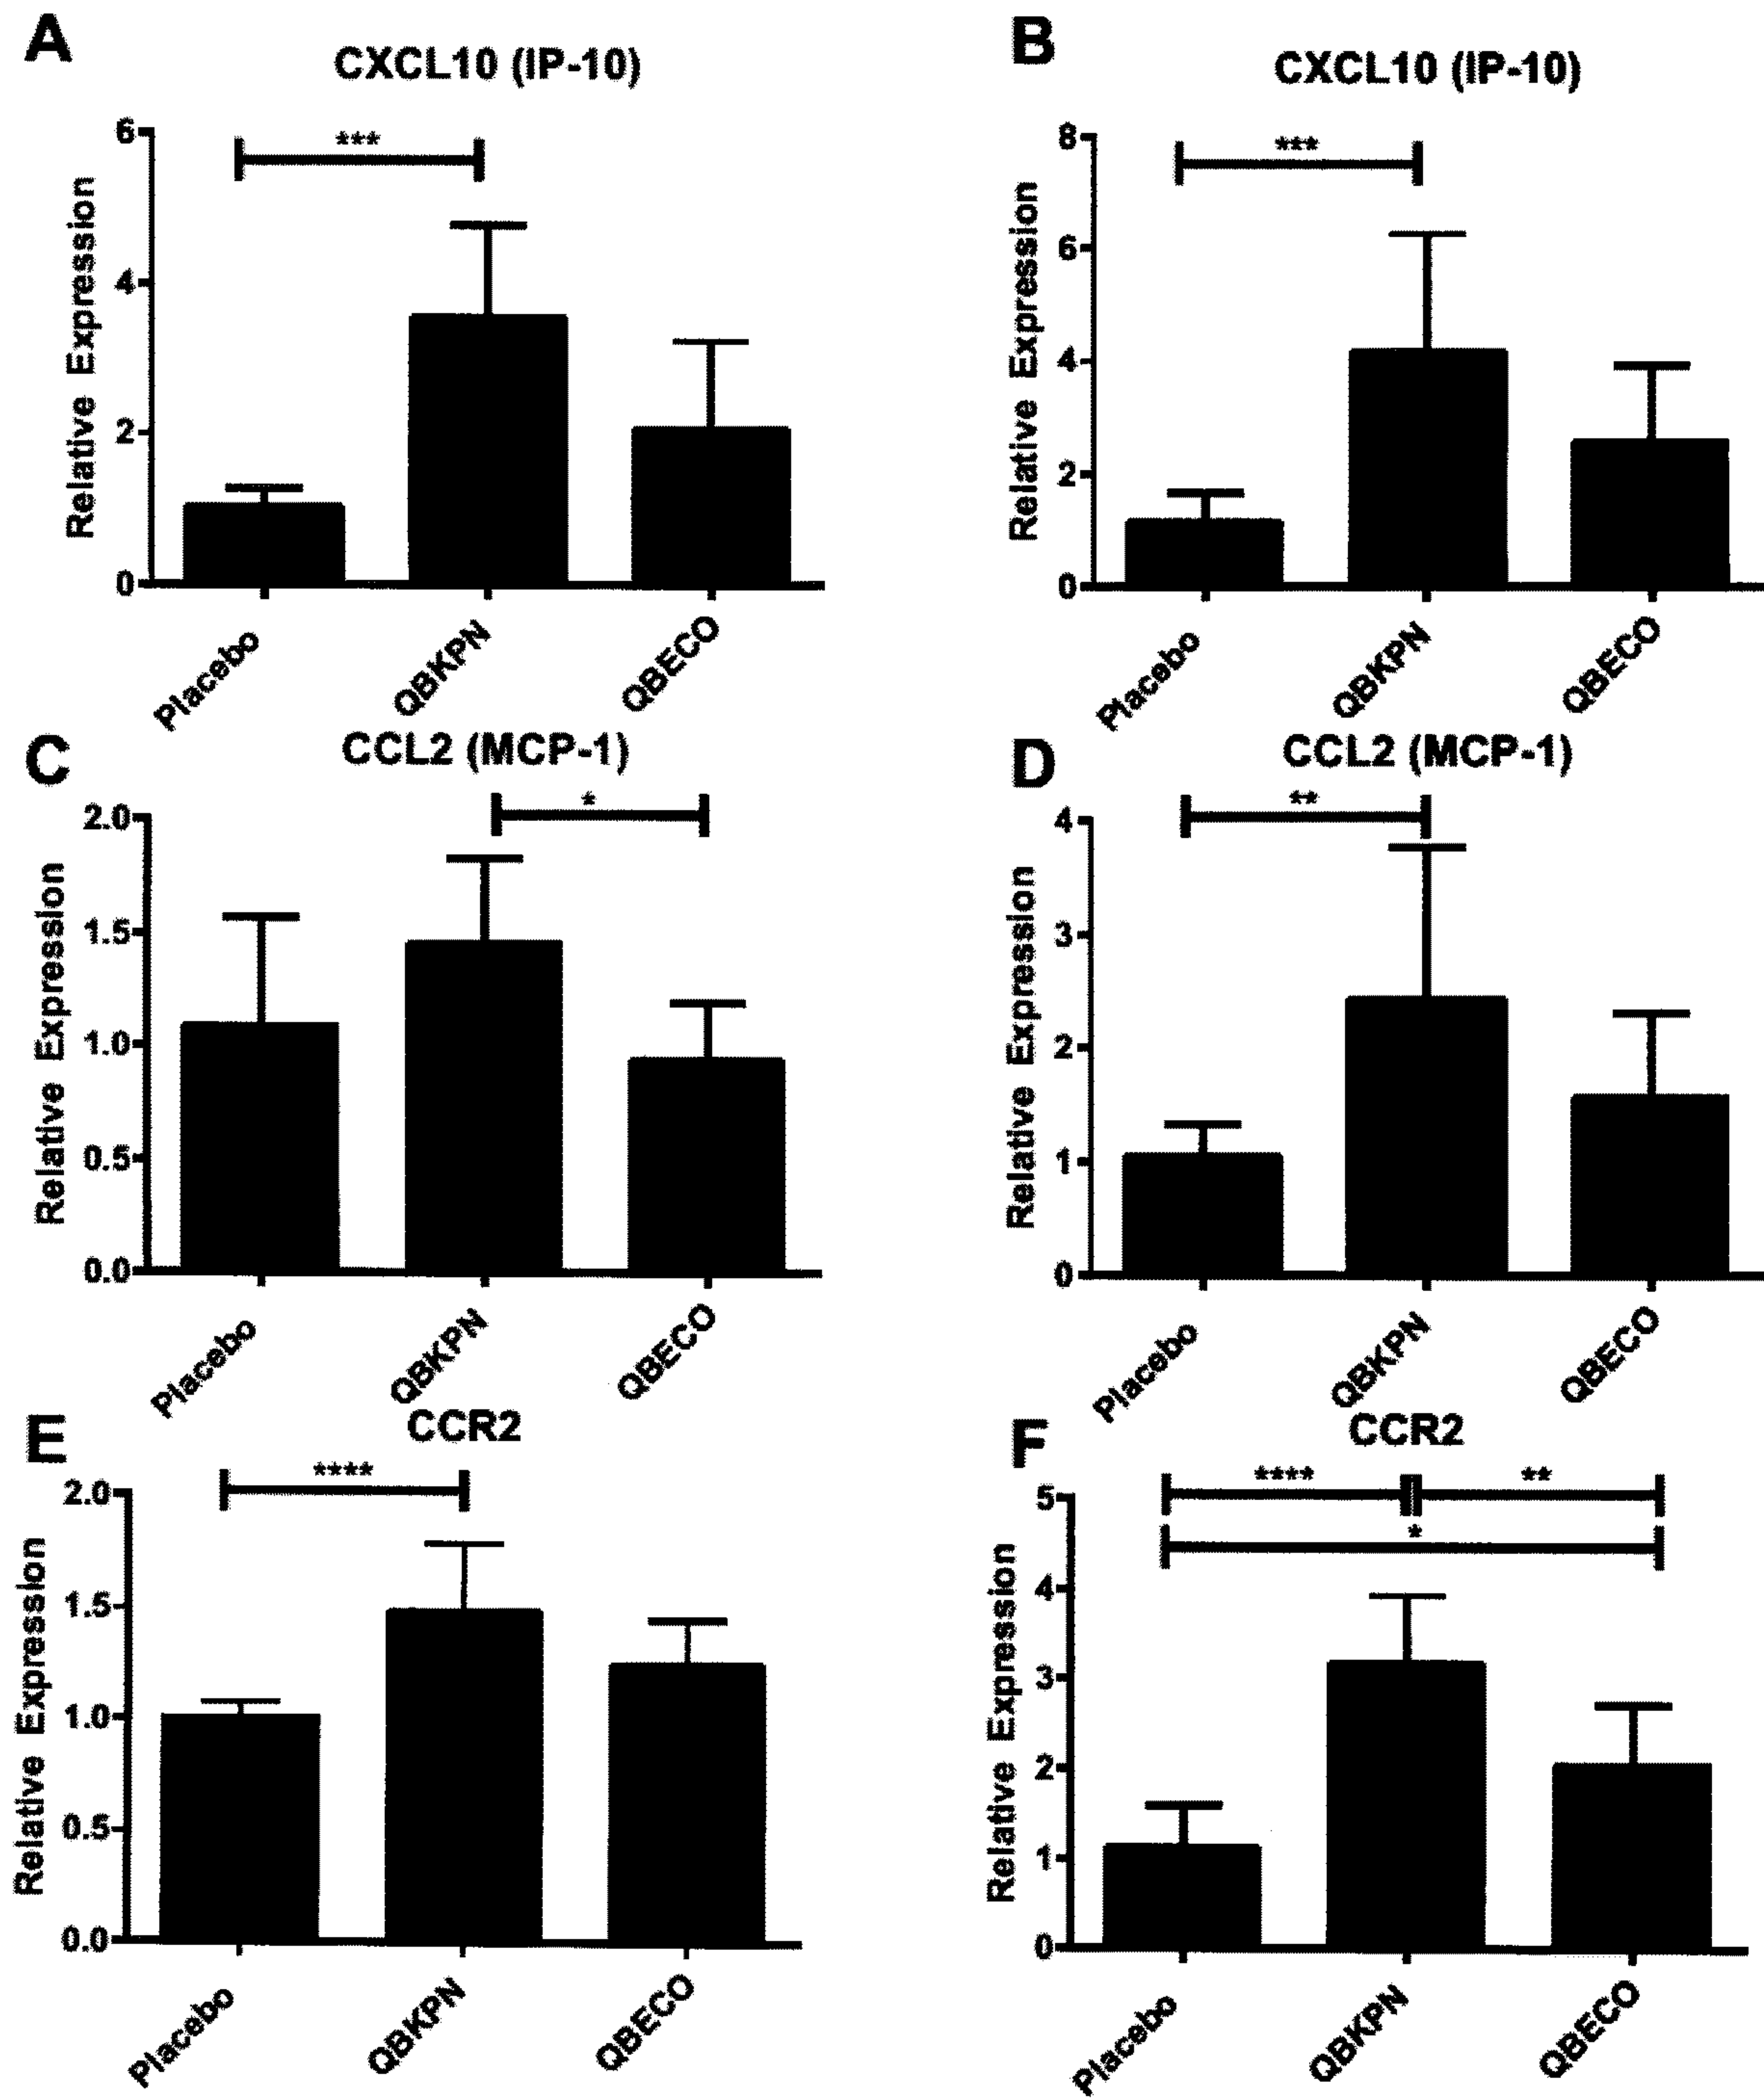 A
CXCL10 (IP-10)
***
Relative Expression
6
4
2
0
Placebo
QBKPN
QBECO
B
CXCL10 (IP-10)
***
Relative Expression
8
6
4
2
0
Placebo
QBKPN
QBECO
C
CCL2 (MCP-1)
*
Relative Expression
2.0
1.5
1.0
0.5
0.0
Placebo
QBKPN
QBECO
D
CCL2 (MCP-1)
**
Relative Expression
4
3
2
1
0
Placebo
QBKPN
QBECO
E
CCR2
****
Relative Expression
2.0
1.5
1.0
0.5
0.0
Placebo
QBKPN
QBECO
F
CCR2
**** **
*
Relative Expression
5
4
3
2
1
0
Placebo
QBKPN
QBECO